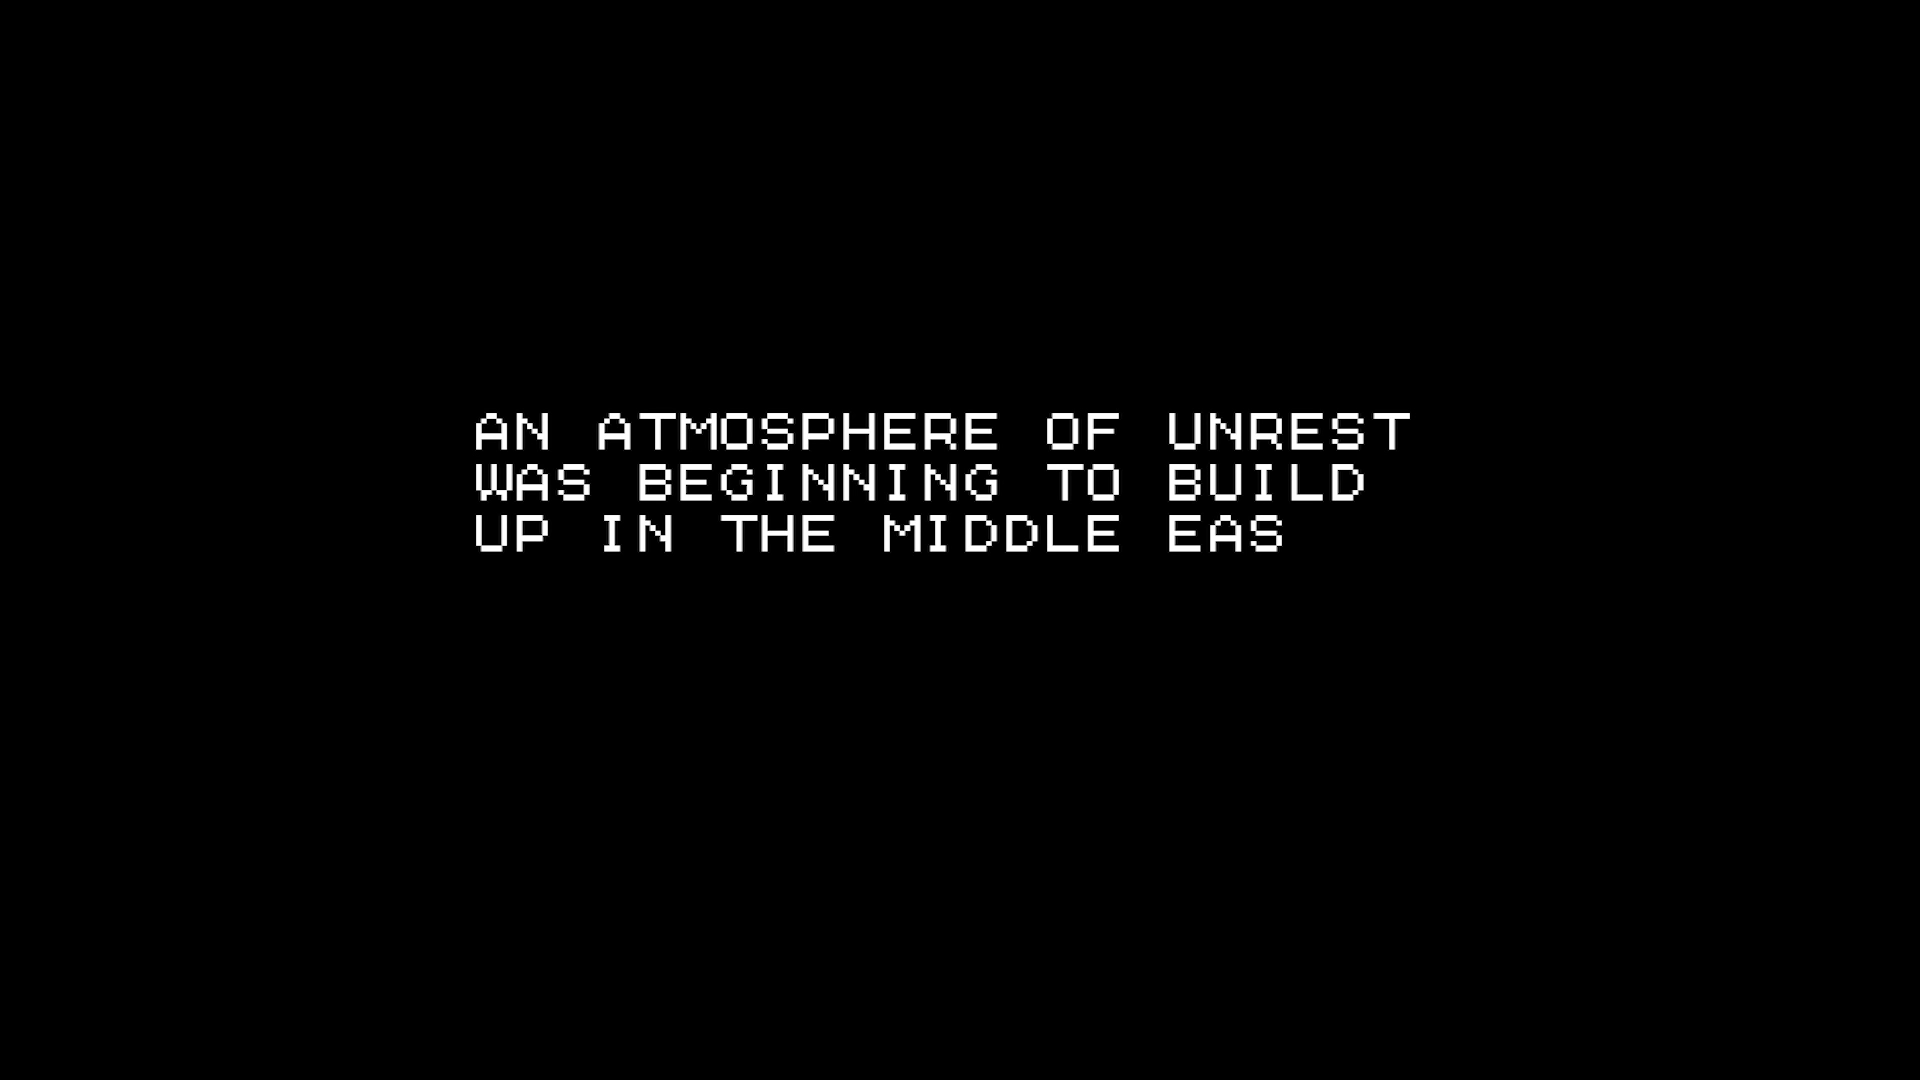 AN ATMOSPHERE OF UNREST
WAS BEGINNING TO BUILD
UP IN THE MIDDLE EAS